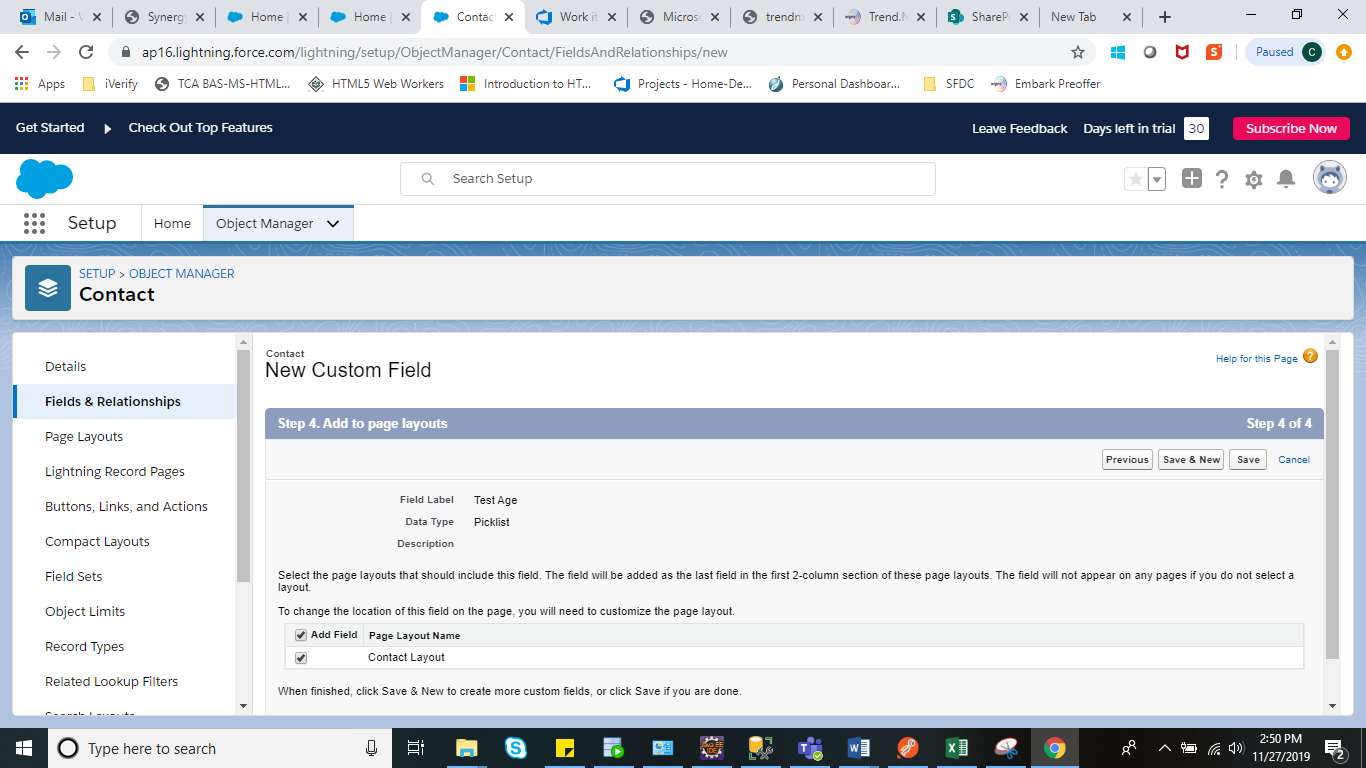 Mail - V
Synergy
Home |
Home |
Contac
Work it
Microso
trendnx
Trend.N
SharePo
New Tab
ap16.lightning.force.com/lightning/setup/ObjectManager/Contact/FieldsAndRelationships/new
Paused C
Apps iVerify TCA BAS-MS-HTML... HTML5 Web Workers Introduction to HT... Projects - Home-De... Personal Dashboar... SFDC Embark Preoffer
Get Started Check Out Top Features Leave Feedback Days left in trial 30 Subscribe Now
Search Setup
Setup Home Object Manager
SETUP > OBJECT MANAGER
Contact
Details
Fields & Relationships
Page Layouts
Lightning Record Pages
Buttons, Links, and Actions
Compact Layouts
Field Sets
Object Limits
Record Types
Related Lookup Filters
Search Layouts
Contact
New Custom Field
Help for this Page ?
Step 4. Add to page layouts Step 4 of 4
Previous Save & New Save Cancel
Field Label Test Age
Data Type Picklist
Description
Select the page layouts that should include this field. The field will be added as the last field in the first 2-column section of these page layouts. The field will not appear on any pages if you do not select a
layout.
To change the location of this field on the page, you will need to customize the page layout.
Add Field Page Layout Name
Contact Layout
When finished, click Save & New to create more custom fields, or click Save if you are done.
Type here to search
2:50 PM
11/27/2019
2